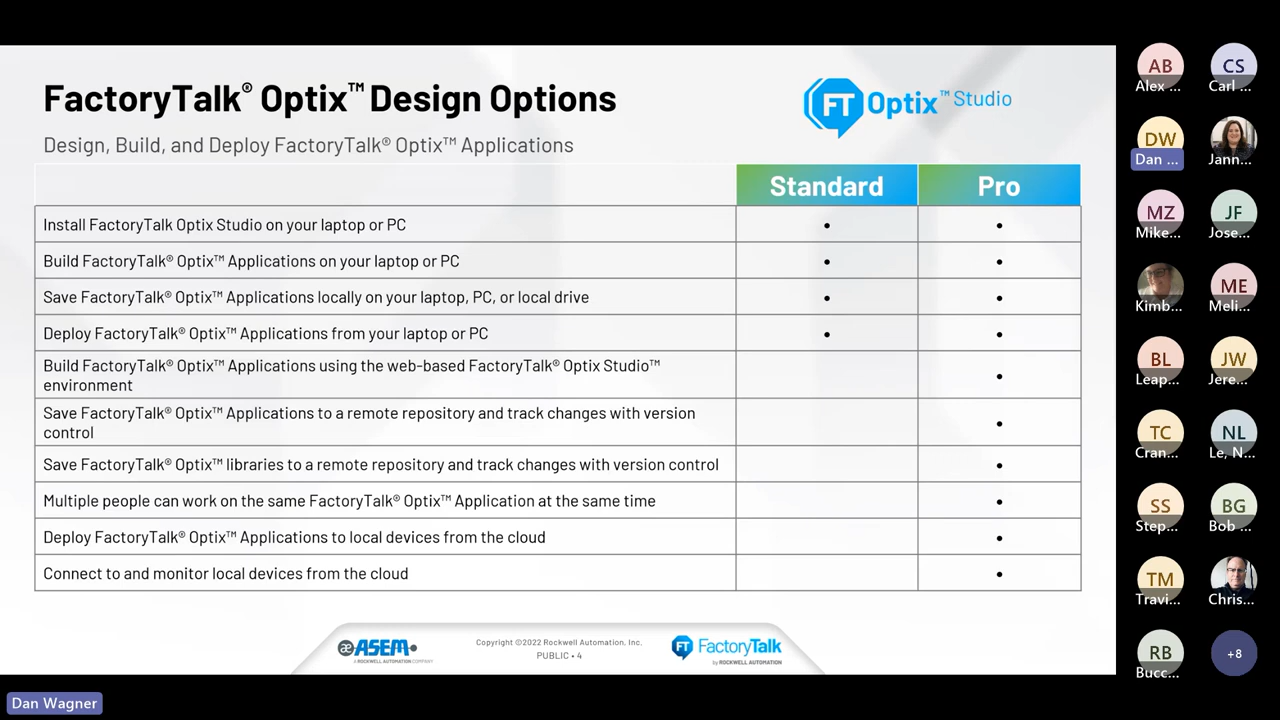 FactoryTalk® Optix™ Design Options
FT Optix™ Studio
Design, Build, and Deploy FactoryTalk® Optix™ Applications
Standard
Pro
Install FactoryTalk Optix Studio on your laptop or PC • •
Build FactoryTalk® Optix™ Applications on your laptop or PC • •
Save FactoryTalk® Optix™ Applications locally on your laptop, PC, or local drive • •
Deploy FactoryTalk® Optix™ Applications from your laptop or PC • •
Build FactoryTalk® Optix™ Applications using the web-based FactoryTalk® Optix Studio™
environment •
Save FactoryTalk® Optix™ Applications to a remote repository and track changes with version
control •
Save FactoryTalk® Optix™ libraries to a remote repository and track changes with version control •
Multiple people can work on the same FactoryTalk® Optix™ Application at the same time •
Deploy FactoryTalk® Optix™ Applications to local devices from the cloud •
Connect to and monitor local devices from the cloud •
ae ASEM
A ROCKWELL AUTOMATION COMPANY
Copyright ©2022 Rockwell Automation, Inc.
PUBLIC • 4
FT FactoryTalk
by ROCKWELL AUTOMATION
AB
Alex ...
CS
Carl ...
DW
Dan ...
Jann...
MZ
Mike...
JF
Jose...
Kimb...
ME
Meli...
BL
Leap...
JW
Jere...
TC
Cran...
NL
Le, N...
SS
Step...
BG
Bob ...
TM
Travi...
Chris...
RB
Bucc...
+8
Dan Wagner